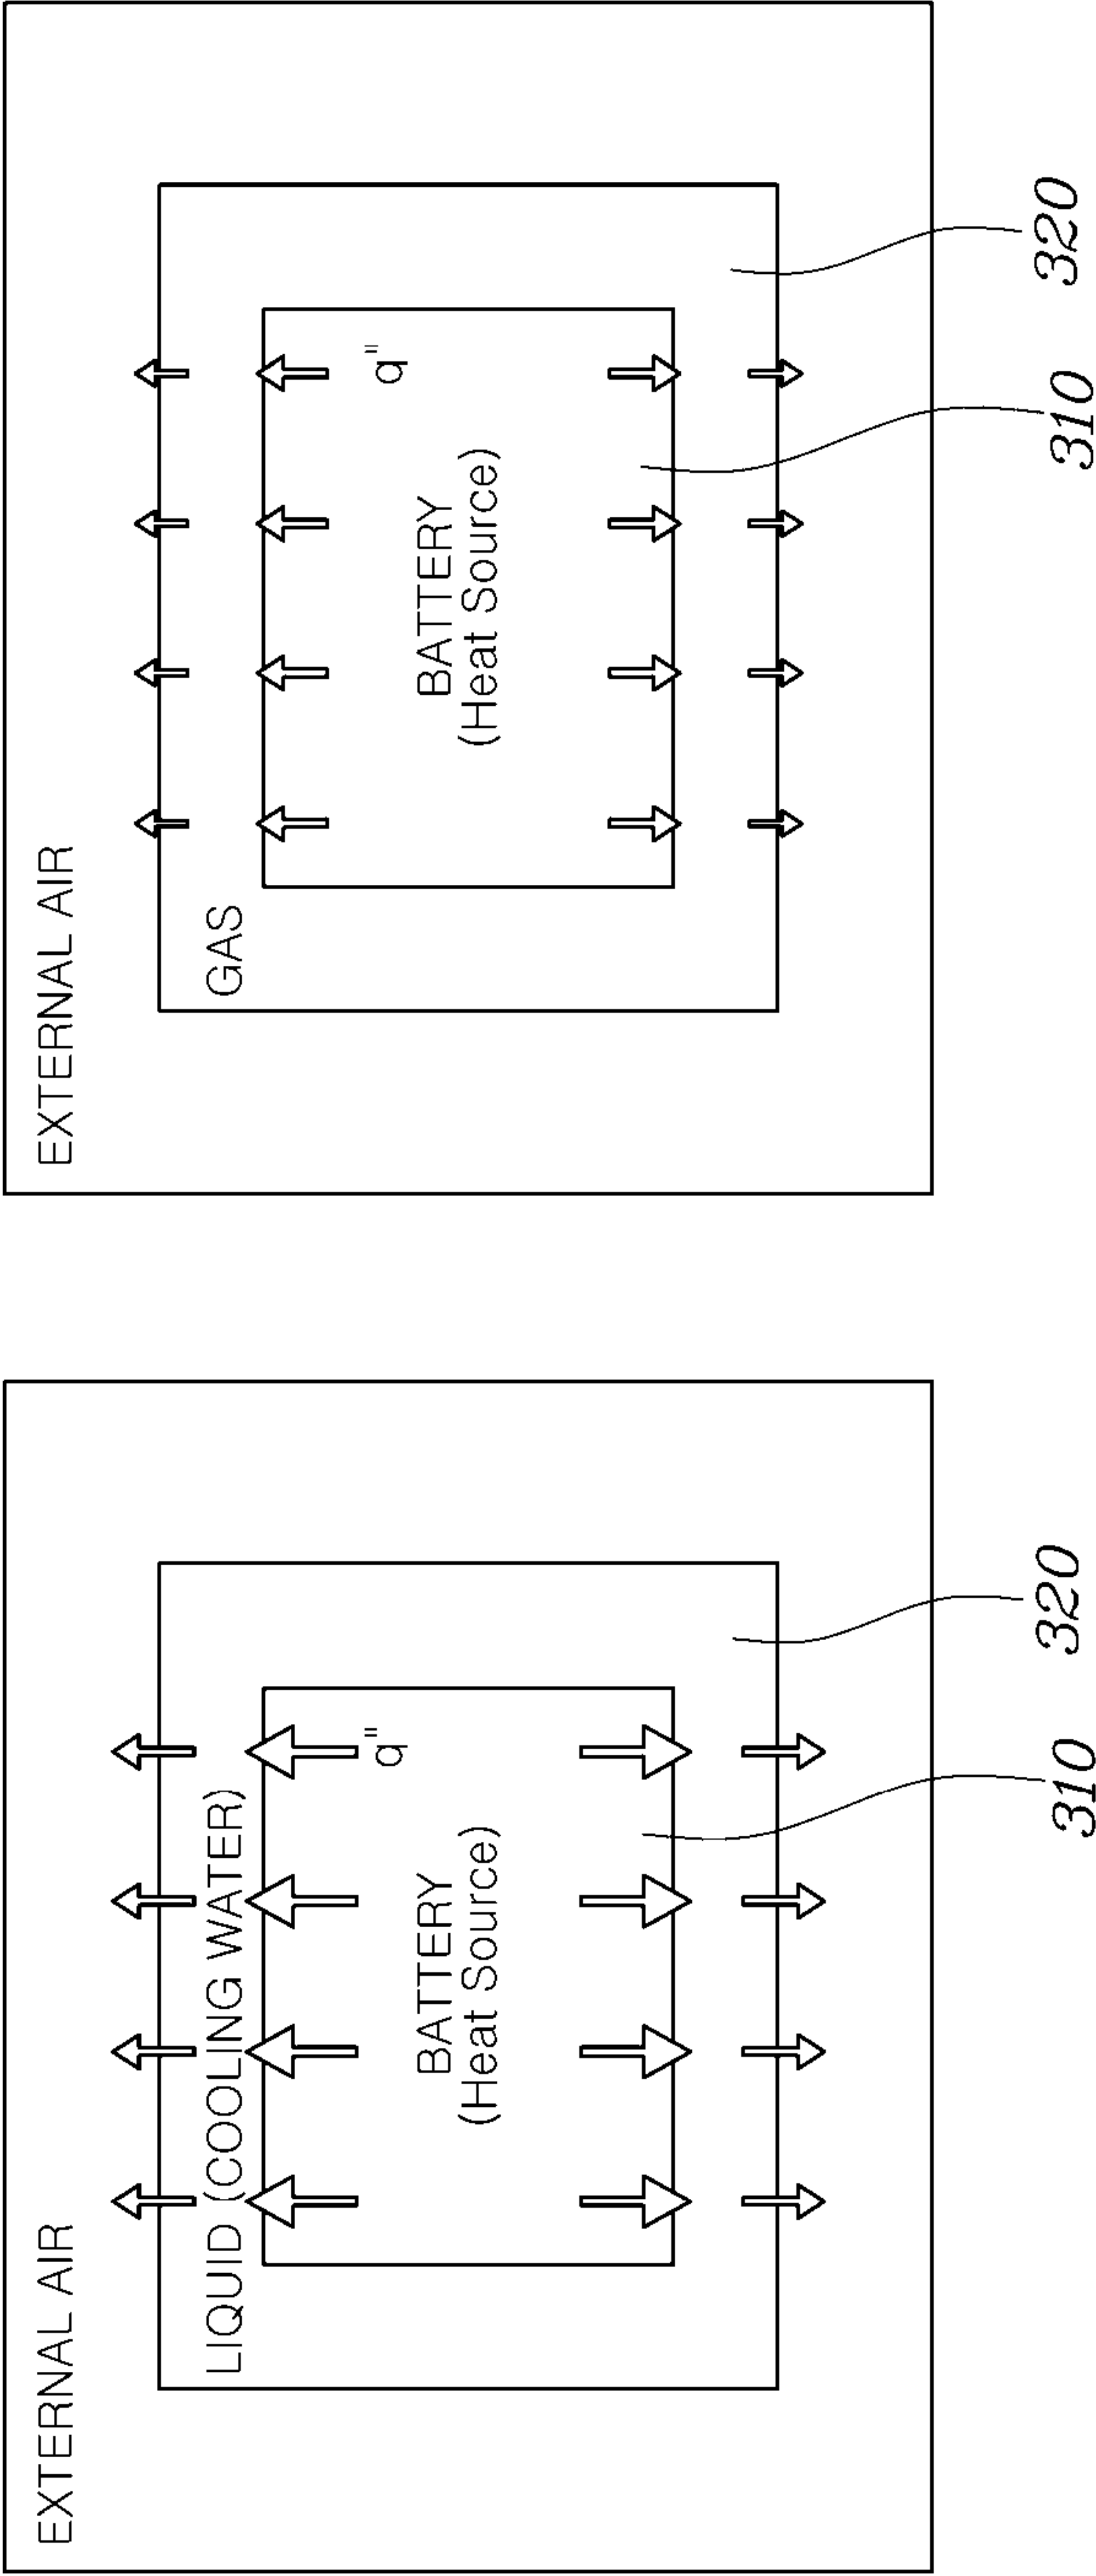 EXTERNAL AIR
LIQUID (COOLING WATER)
q"
BATTERY
(Heat Source)
310
320
EXTERNAL AIR
GAS
q"
BATTERY
(Heat Source)
310
320